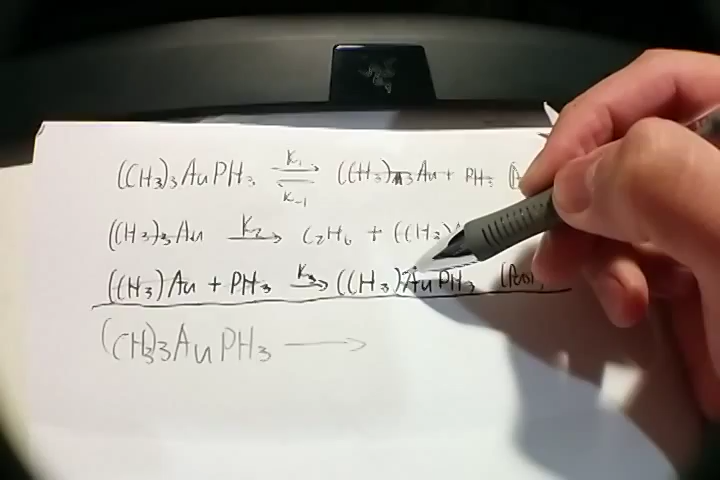 (CH3)3AuPH3 ⇌ K1 K-1 (CH3)3Au + PH3
(CH3)3Au → K2 C2H6 + (CH3)
(CH3)Au + PH3 → K3 (CH3)AuPH3
(CH3)3AuPH3 →